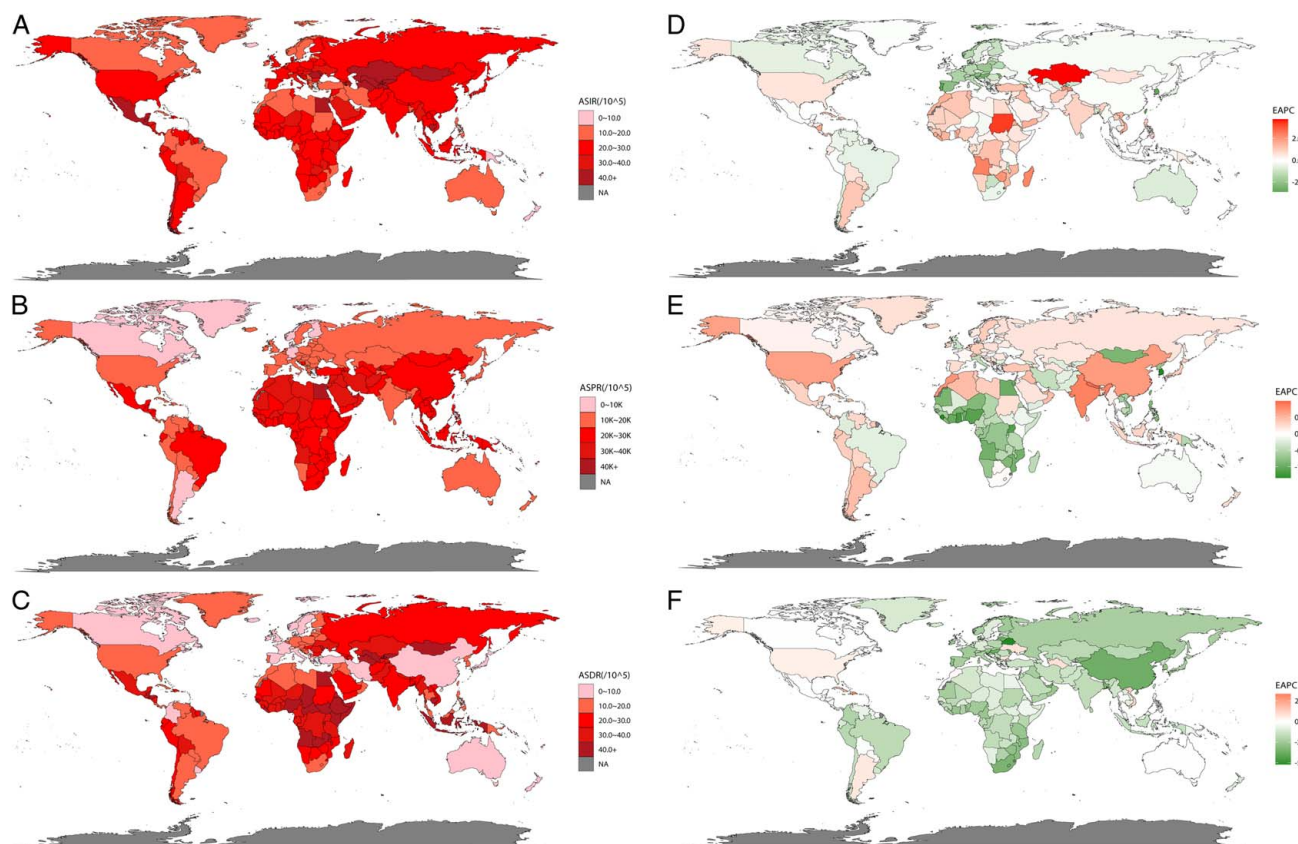 A
ASIR(/10^5)
0~10.0
10.0~20.0
20.0~30.0
30.0~40.0
40.0+
NA
B
ASPR(/10^5)
0~10K
10K~20K
20K~30K
30K~40K
40K+
NA
C
ASDR(/10^5)
0~10.0
10.0~20.0
20.0~30.0
30.0~40.0
40.0+
NA
D
EAPC
E
EAPC
F
EAPC